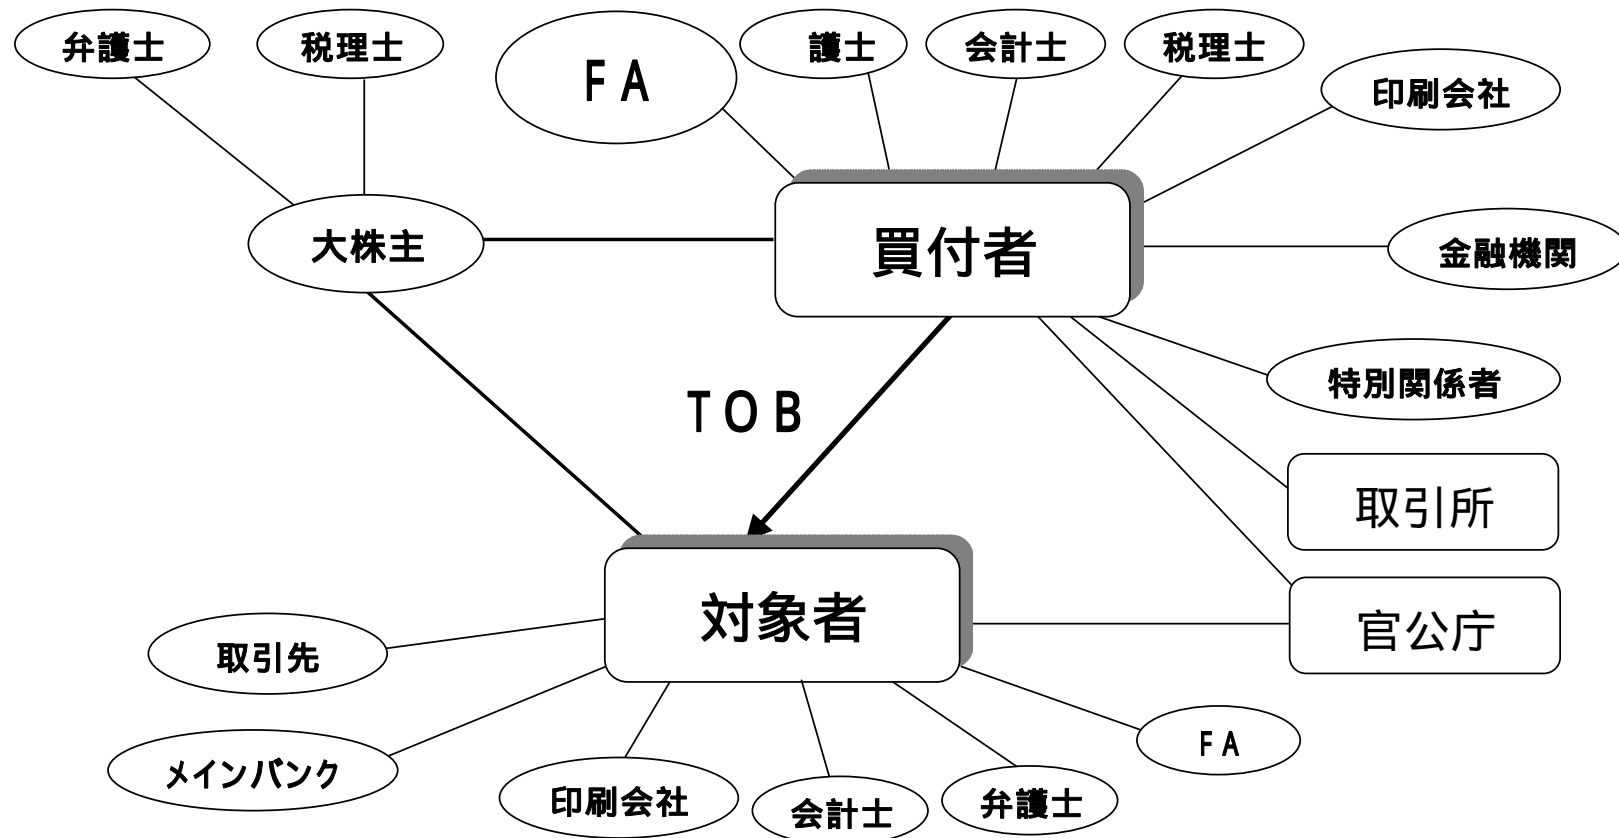 弁護士
税理士
FA
護士
会計士
税理士
印刷会社
大株主
買付者
金融機関
特別関係者
TOB
取引所
対象者
官公庁
取引先
メインバンク
印刷会社
会計士
弁護士
FA